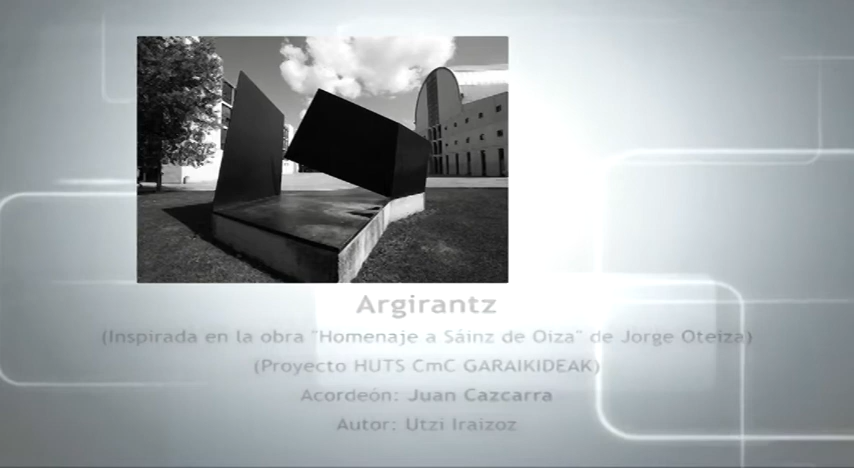 Argirantz
(Inspirada en la obra "Homenaje a Sáinz de Oiza" de Jorge Oteiza)
(Proyecto HUTS CmC GARAIKIDEAK)
Acordeón: Juan Cazcarra
Autor: Utzi Iraizoz